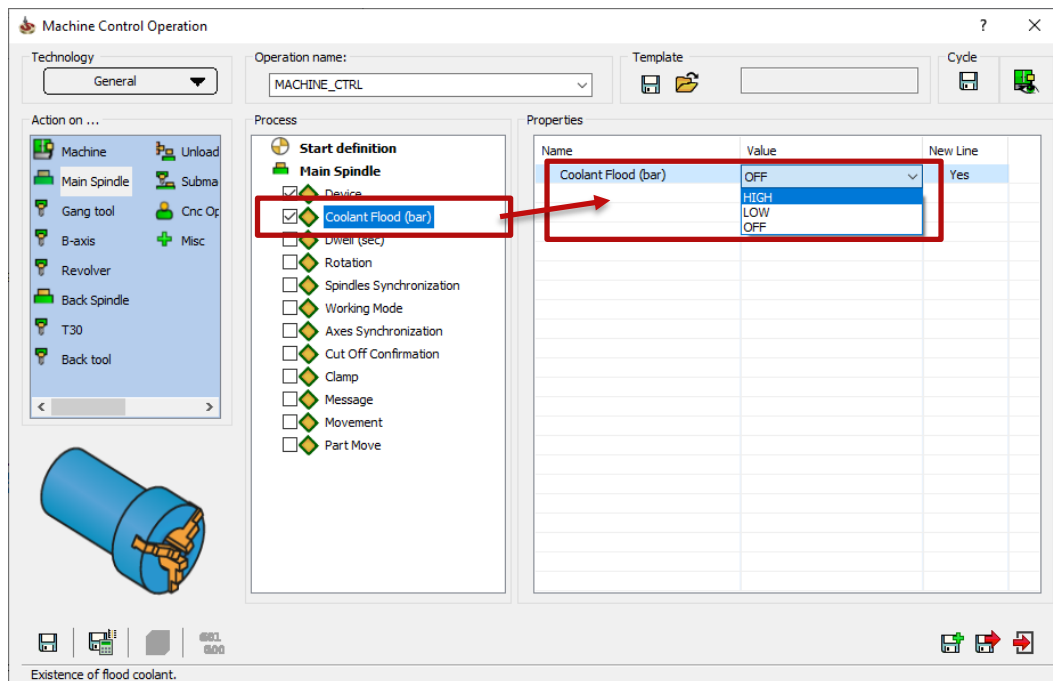 Machine Control Operation
?
Technology
General
Operation name:
MACHINE_CTRL
Template
Cycle
Action on ...
Machine
Unload
Main Spindle
Subma
Gang tool
Cnc Op
B-axis
Misc
Revolver
Back Spindle
T30
Back tool
Process
Start definition
Main Spindle
Device
Coolant Flood (bar)
Dwell (sec)
Rotation
Spindles Synchronization
Working Mode
Axes Synchronization
Cut Off Confirmation
Clamp
Message
Movement
Part Move
Properties
Name Value New Line
Coolant Flood (bar) OFF Yes
HIGH
LOW
OFF
G01
G00
Existence of flood coolant.